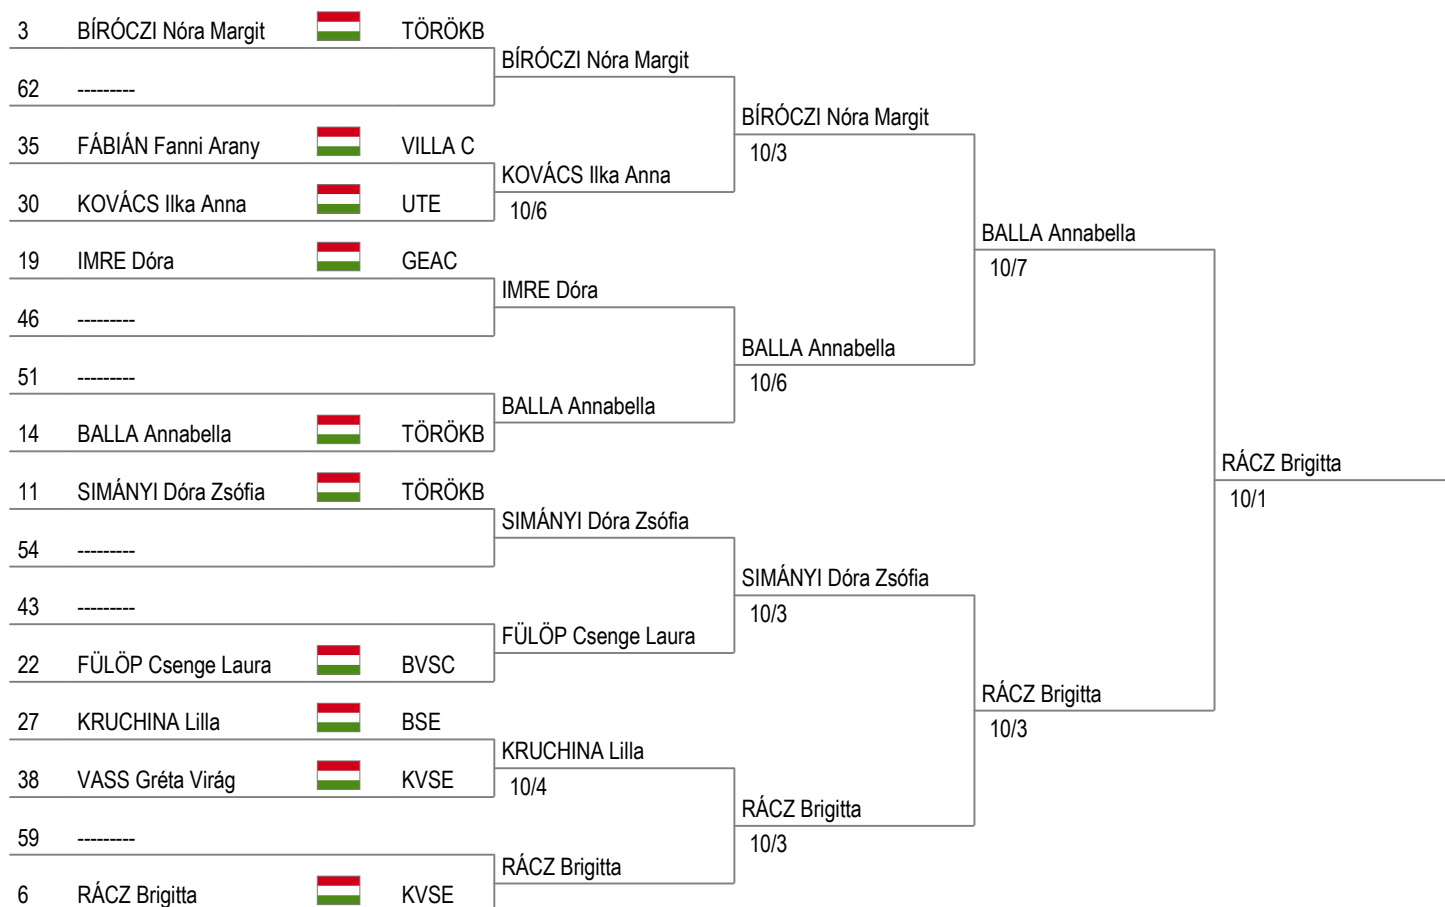 3 BÍRÓCZI Nóra Margit TÖRÖKB
BÍRÓCZI Nóra Margit
62 ---------
BÍRÓCZI Nóra Margit
10/3
35 FÁBIÁN Fanni Arany VILLA C
KOVÁCS Ilka Anna
10/6
30 KOVÁCS Ilka Anna UTE
BALLA Annabella
10/7
19 IMRE Dóra GEAC
IMRE Dóra
46 ---------
BALLA Annabella
10/6
51 ---------
BALLA Annabella
14 BALLA Annabella TÖRÖKB
RÁCZ Brigitta
10/1
11 SIMÁNYI Dóra Zsófia TÖRÖKB
SIMÁNYI Dóra Zsófia
54 ---------
SIMÁNYI Dóra Zsófia
10/3
43 ---------
FÜLÖP Csenge Laura
22 FÜLÖP Csenge Laura BVSC
RÁCZ Brigitta
10/3
27 KRUCHINA Lilla BSE
KRUCHINA Lilla
10/4
38 VASS Gréta Virág KVSE
RÁCZ Brigitta
10/3
59 ---------
RÁCZ Brigitta
6 RÁCZ Brigitta KVSE